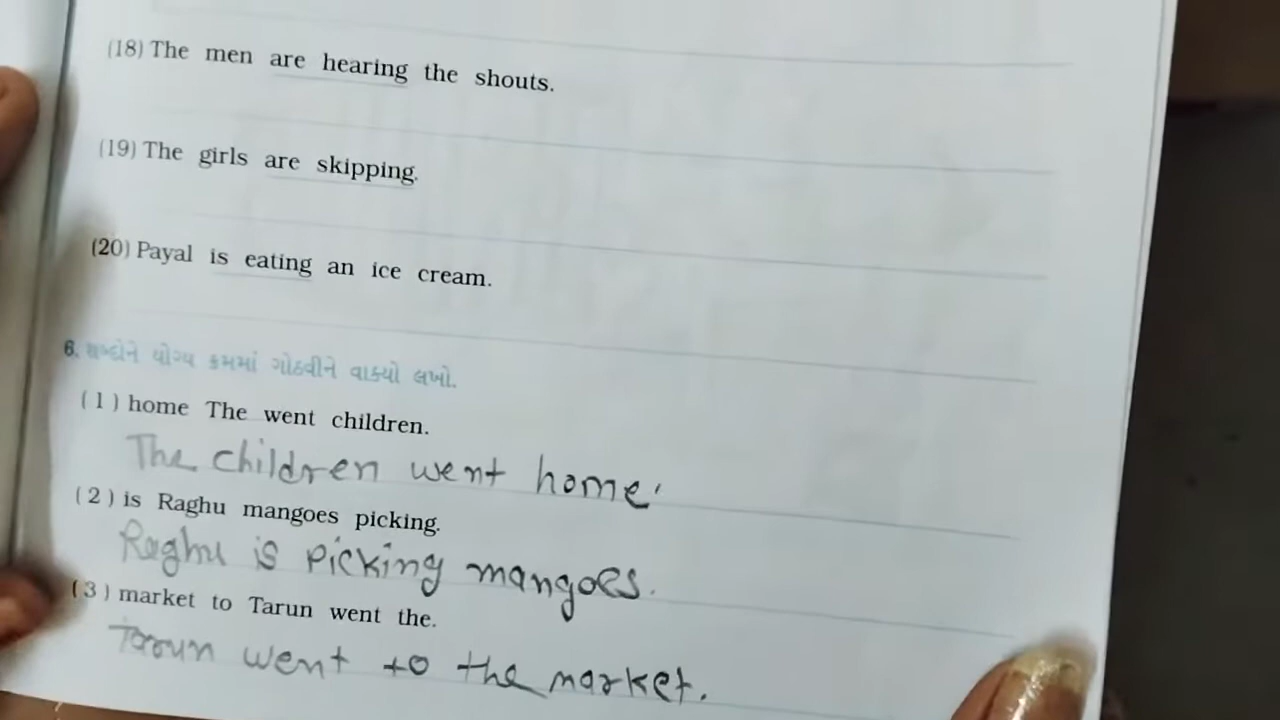 (18) The men are hearing the shouts.
(19) The girls are skipping.
(20) Payal is eating an ice cream.
6. શબ્દોને યોગ્ય ક્રમમાં ગોઠવીને વાક્યો લખો.
(1) home The went children.
The children went home.
(2) is Raghu mangoes picking.
Raghu is picking mangoes.
(3) market to Tarun went the.
Tarun went to the market.